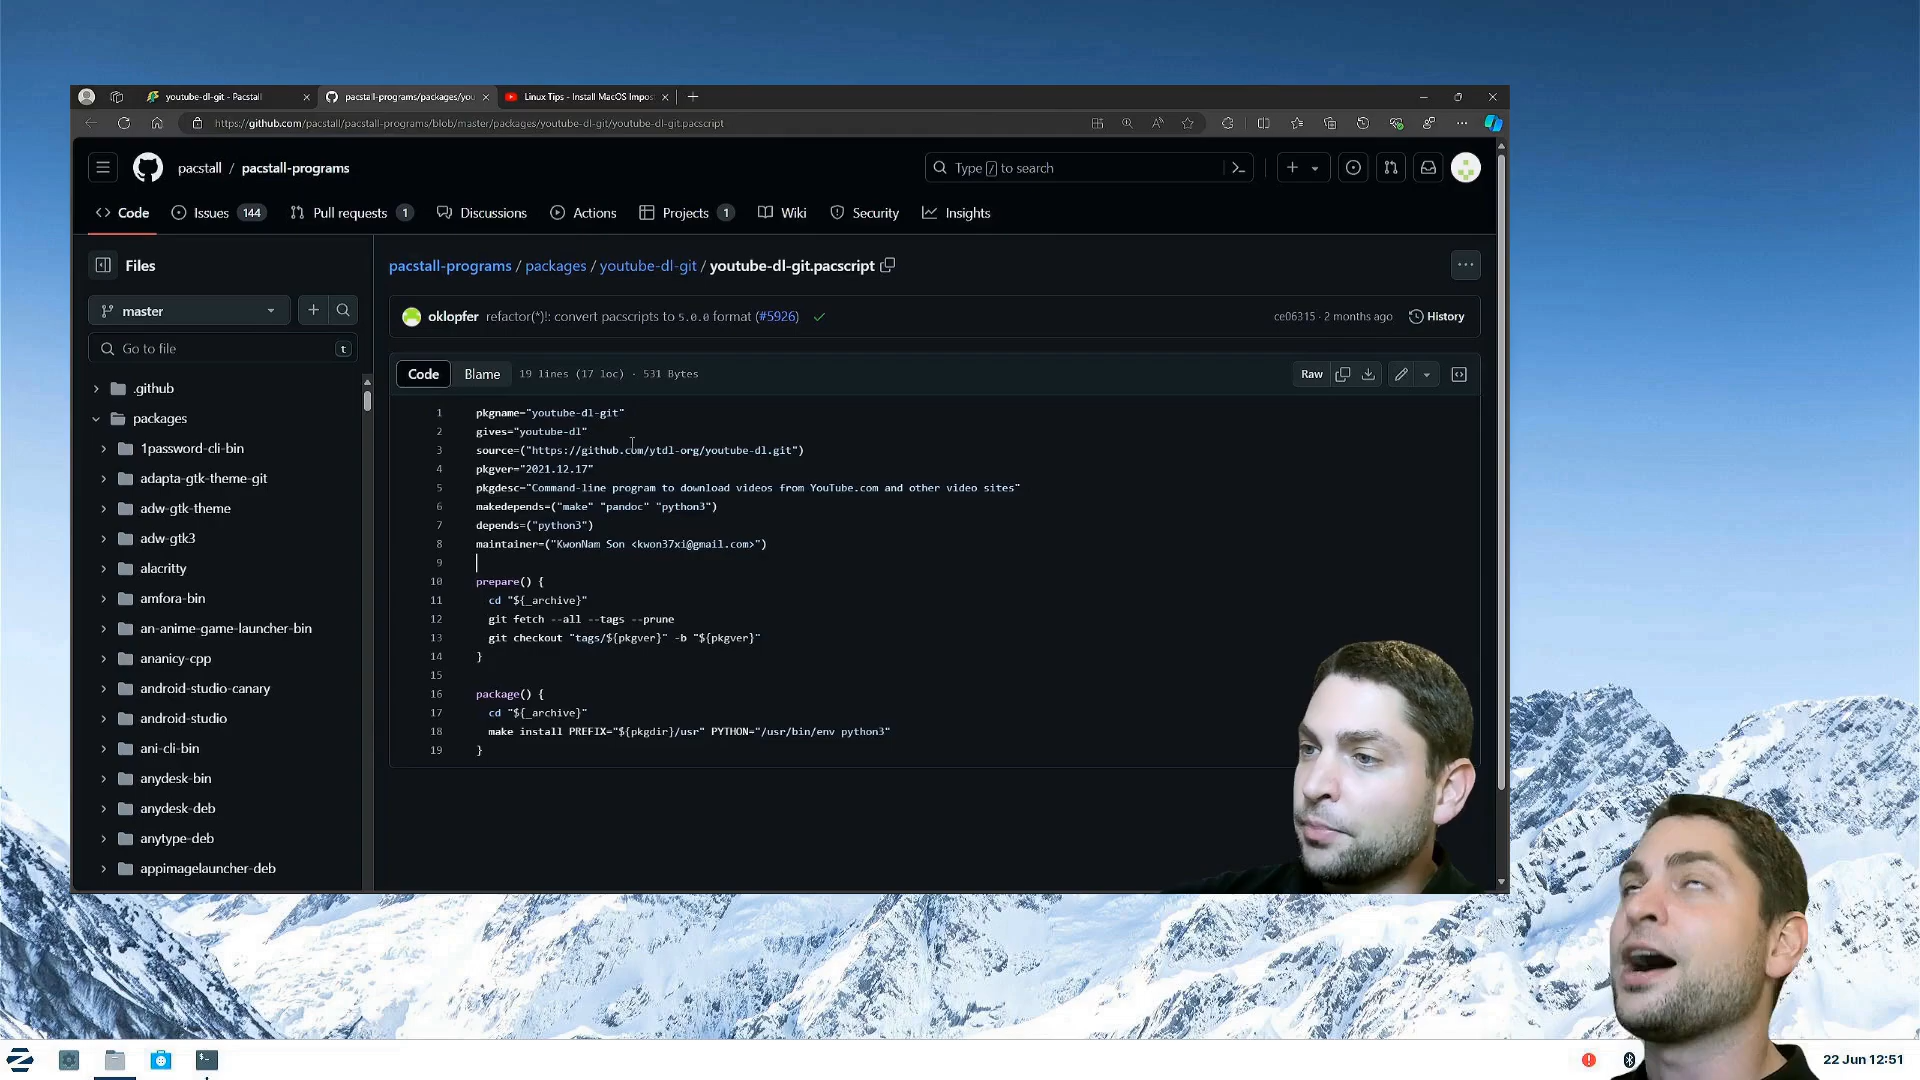 youtube-dl-git - Pacstall
pacstall-programs/packages/you
Linux Tips - Install MacOS Impos
https://github.com/pacstall/pacstall-programs/blob/master/packages/youtube-dl-git/youtube-dl-git.pacscript
pacstall / pacstall-programs
Type / to search
Code
Issues 144
Pull requests 1
Discussions
Actions
Projects 1
Wiki
Security
Insights
Files
master
Go to file t
.github
packages
1password-cli-bin
adapta-gtk-theme-git
adw-gtk-theme
adw-gtk3
alacritty
amfora-bin
an-anime-game-launcher-bin
ananicy-cpp
android-studio-canary
android-studio
ani-cli-bin
anydesk-bin
anydesk-deb
anytype-deb
appimagelauncher-deb
pacstall-programs / packages / youtube-dl-git / youtube-dl-git.pacscript
oklopfer refactor(*)!: convert pacscripts to 5.0.0 format (#5926)
ce06315 · 2 months ago
History
Code
Blame
19 lines (17 loc) · 531 Bytes
Raw
1 pkgname="youtube-dl-git"
2 gives="youtube-dl"
3 source=("https://github.com/ytdl-org/youtube-dl.git")
4 pkgver="2021.12.17"
5 pkgdesc="Command-line program to download videos from YouTube.com and other video sites"
6 makedepends=("make" "pandoc" "python3")
7 depends=("python3")
8 maintainer=("KwonNam Son <kwon37xi@gmail.com>")
9
10 prepare() {
11 cd "${_archive}"
12 git fetch --all --tags --prune
13 git checkout "tags/${pkgver}" -b "${pkgver}"
14 }
15
16 package() {
17 cd "${_archive}"
18 make install PREFIX="${pkgdir}/usr" PYTHON="/usr/bin/env python3"
19 }
22 Jun 12:51